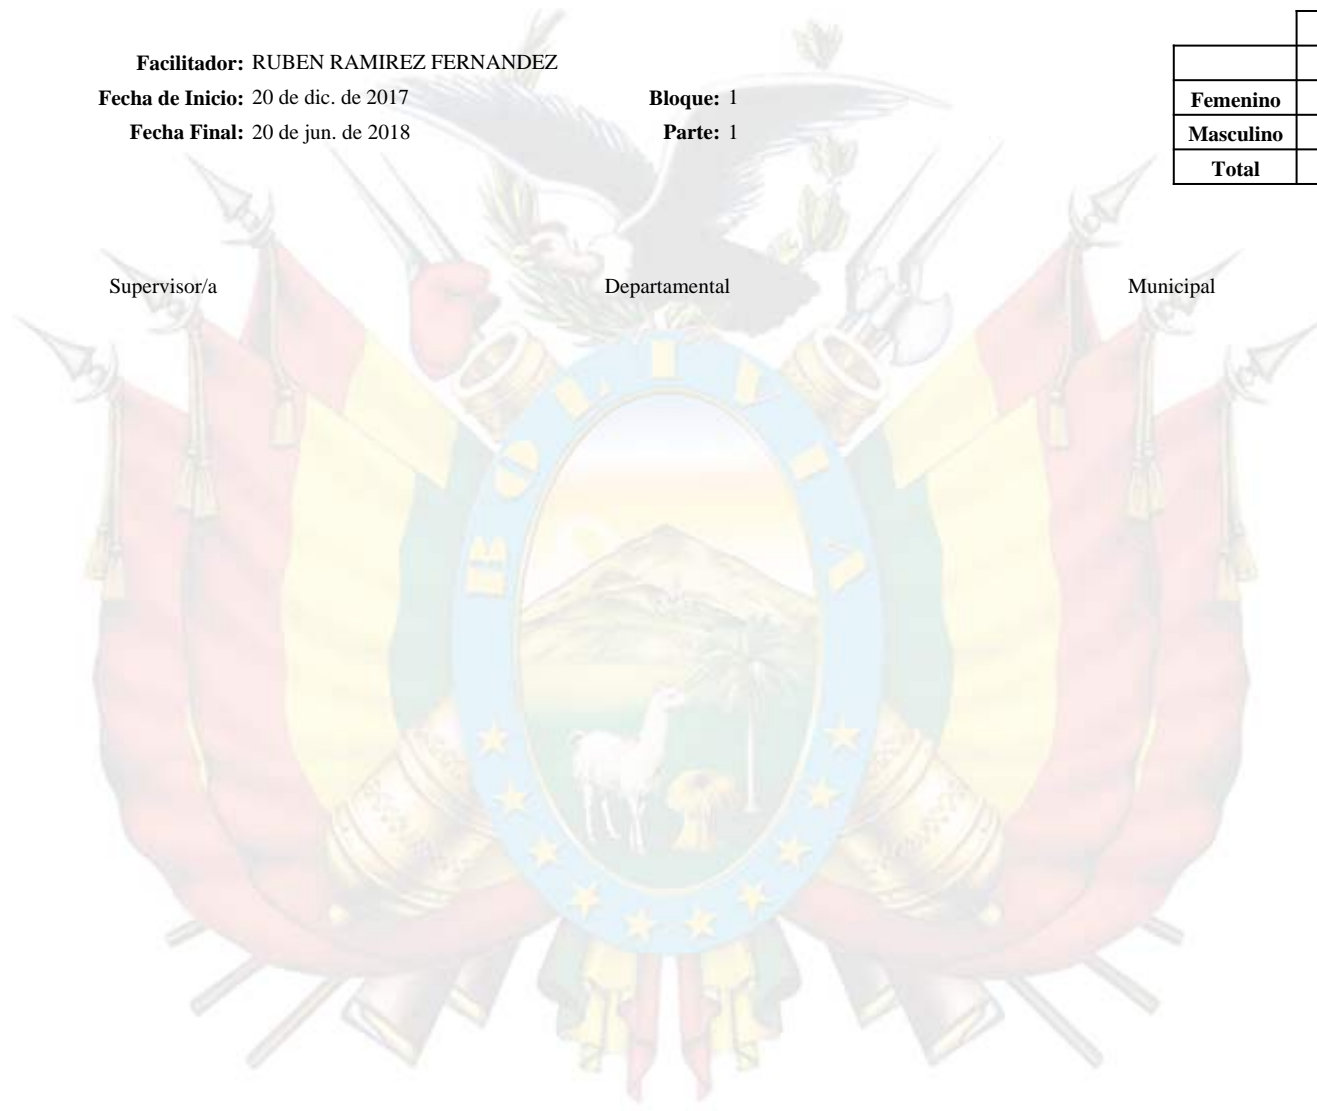 Facilitador: RUBEN RAMIREZ FERNANDEZ
Fecha de Inicio: 20 de dic. de 2017 Bloque: 1
Fecha Final: 20 de jun. de 2018 Parte: 1
Femenino
Masculino
Total
Supervisor/a Departamental Municipal
BOLIVIA